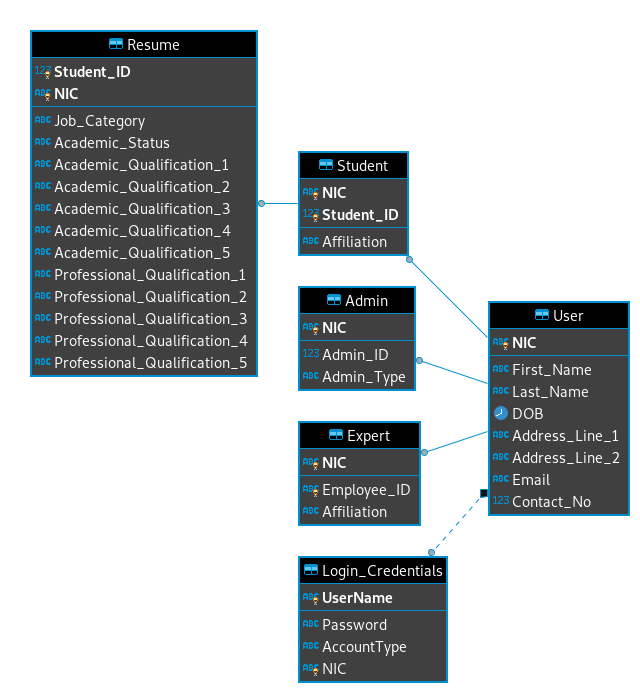 Resume
123 Student_ID
ABC NIC
ABC Job_Category
ABC Academic_Status
ABC Academic_Qualification_1
ABC Academic_Qualification_2
ABC Academic_Qualification_3
ABC Academic_Qualification_4
ABC Academic_Qualification_5
ABC Professional_Qualification_1
ABC Professional_Qualification_2
ABC Professional_Qualification_3
ABC Professional_Qualification_4
ABC Professional_Qualification_5
Student
ABC NIC
123 Student_ID
ABC Affiliation
Admin
ABC NIC
123 Admin_ID
ABC Admin_Type
Expert
ABC NIC
ABC Employee_ID
ABC Affiliation
Login_Credentials
ABC UserName
ABC Password
ABC AccountType
ABC NIC
User
ABC NIC
ABC First_Name
ABC Last_Name
DOB
ABC Address_Line_1
ABC Address_Line_2
ABC Email
123 Contact_No